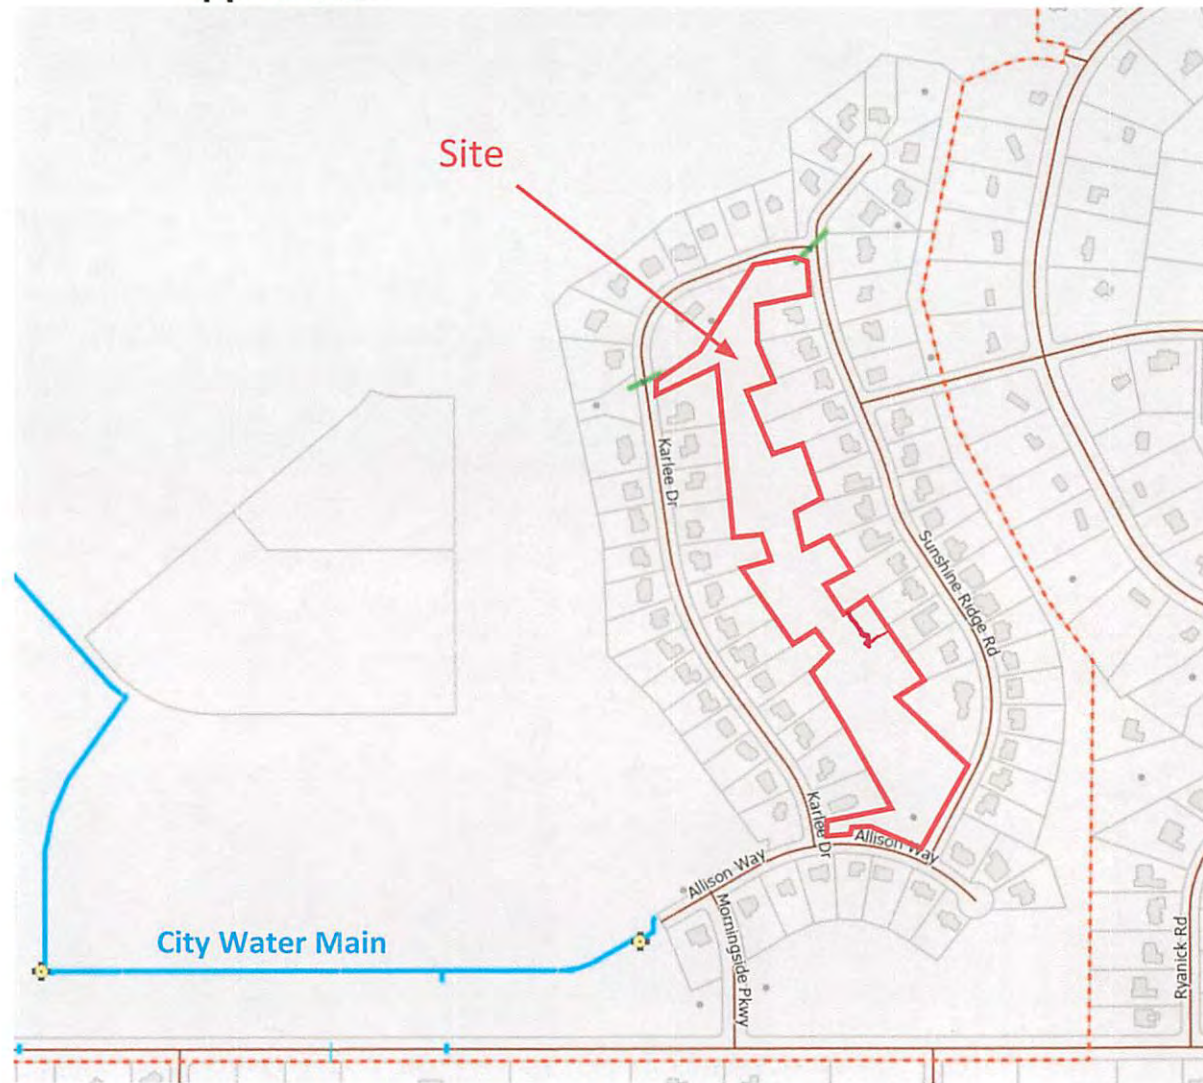 Site
Karlee Dr
Sunshine Ridge Rd
Karlee Dr
Allison Way
Allison Way
Morningside Pkwy
City Water Main
Ryanick Rd